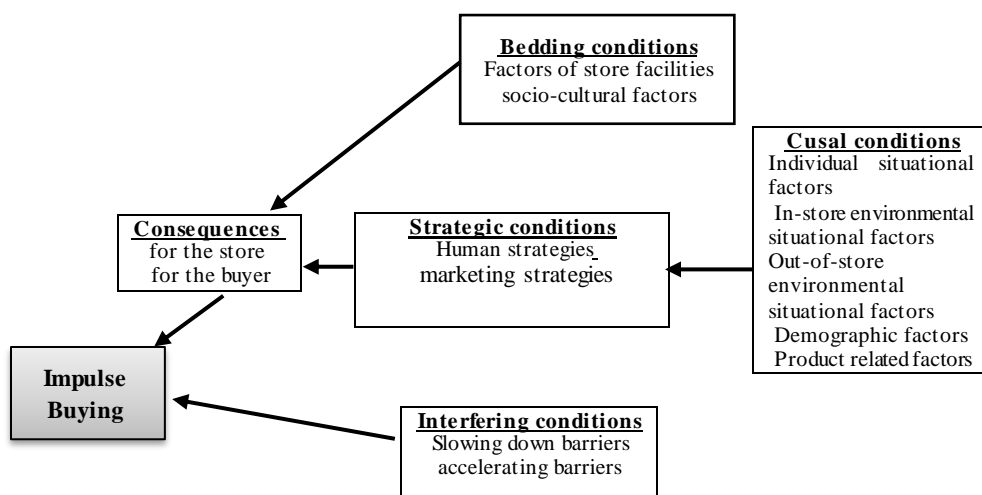 Bedding conditions
Factors of store facilities
socio-cultural factors
Cusal conditions
Individual situational
factors
In-store environmental
situational factors
Out-of-store
environmental
situational factors
Demographic factors
Product related factors
Strategic conditions
Human strategies
marketing strategies
Consequences
for the store
for the buyer
Impulse
Buying
Interfering conditions
Slowing down barriers
accelerating barriers